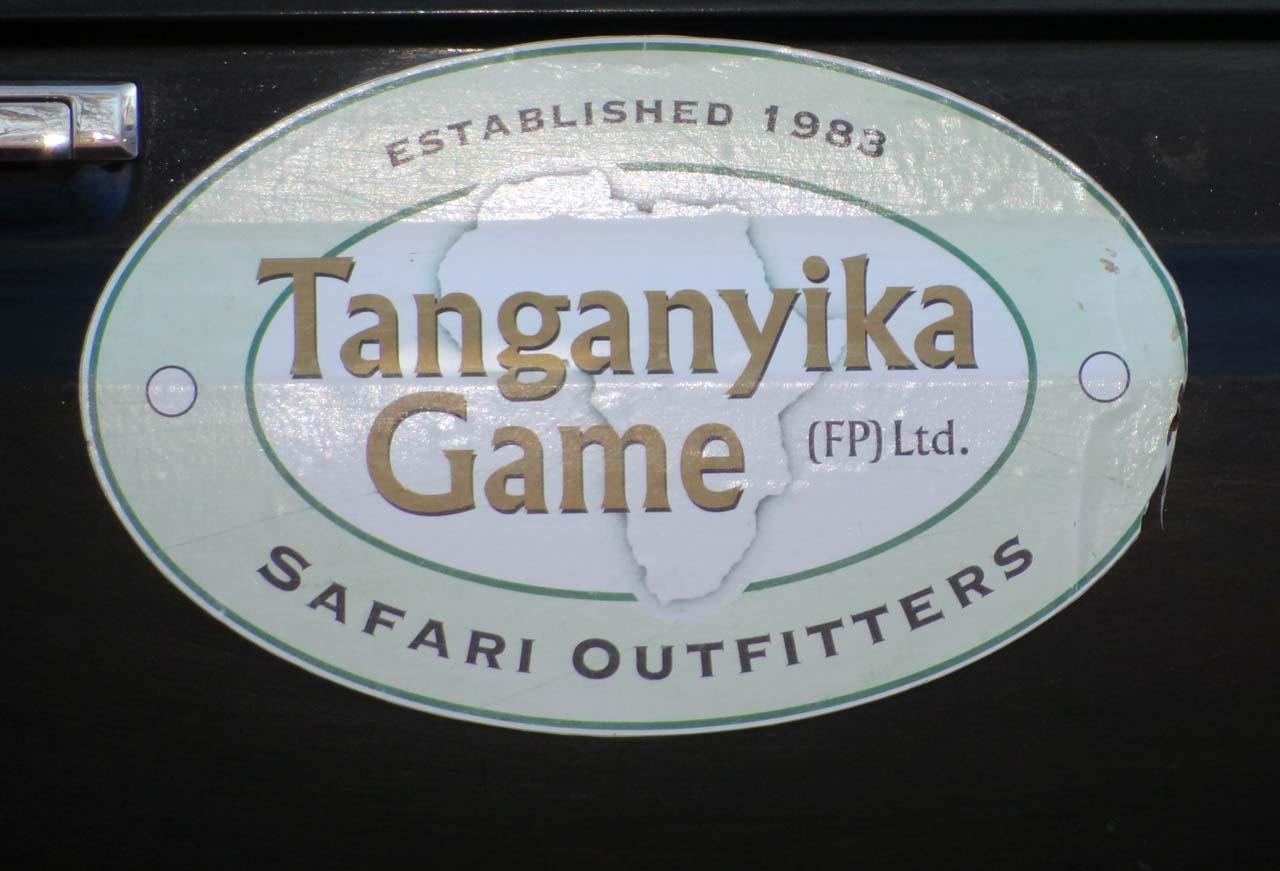 ESTABLISHED 1983
Tanganyika
Game (FP) Ltd.
SAFARI OUTFITTERS